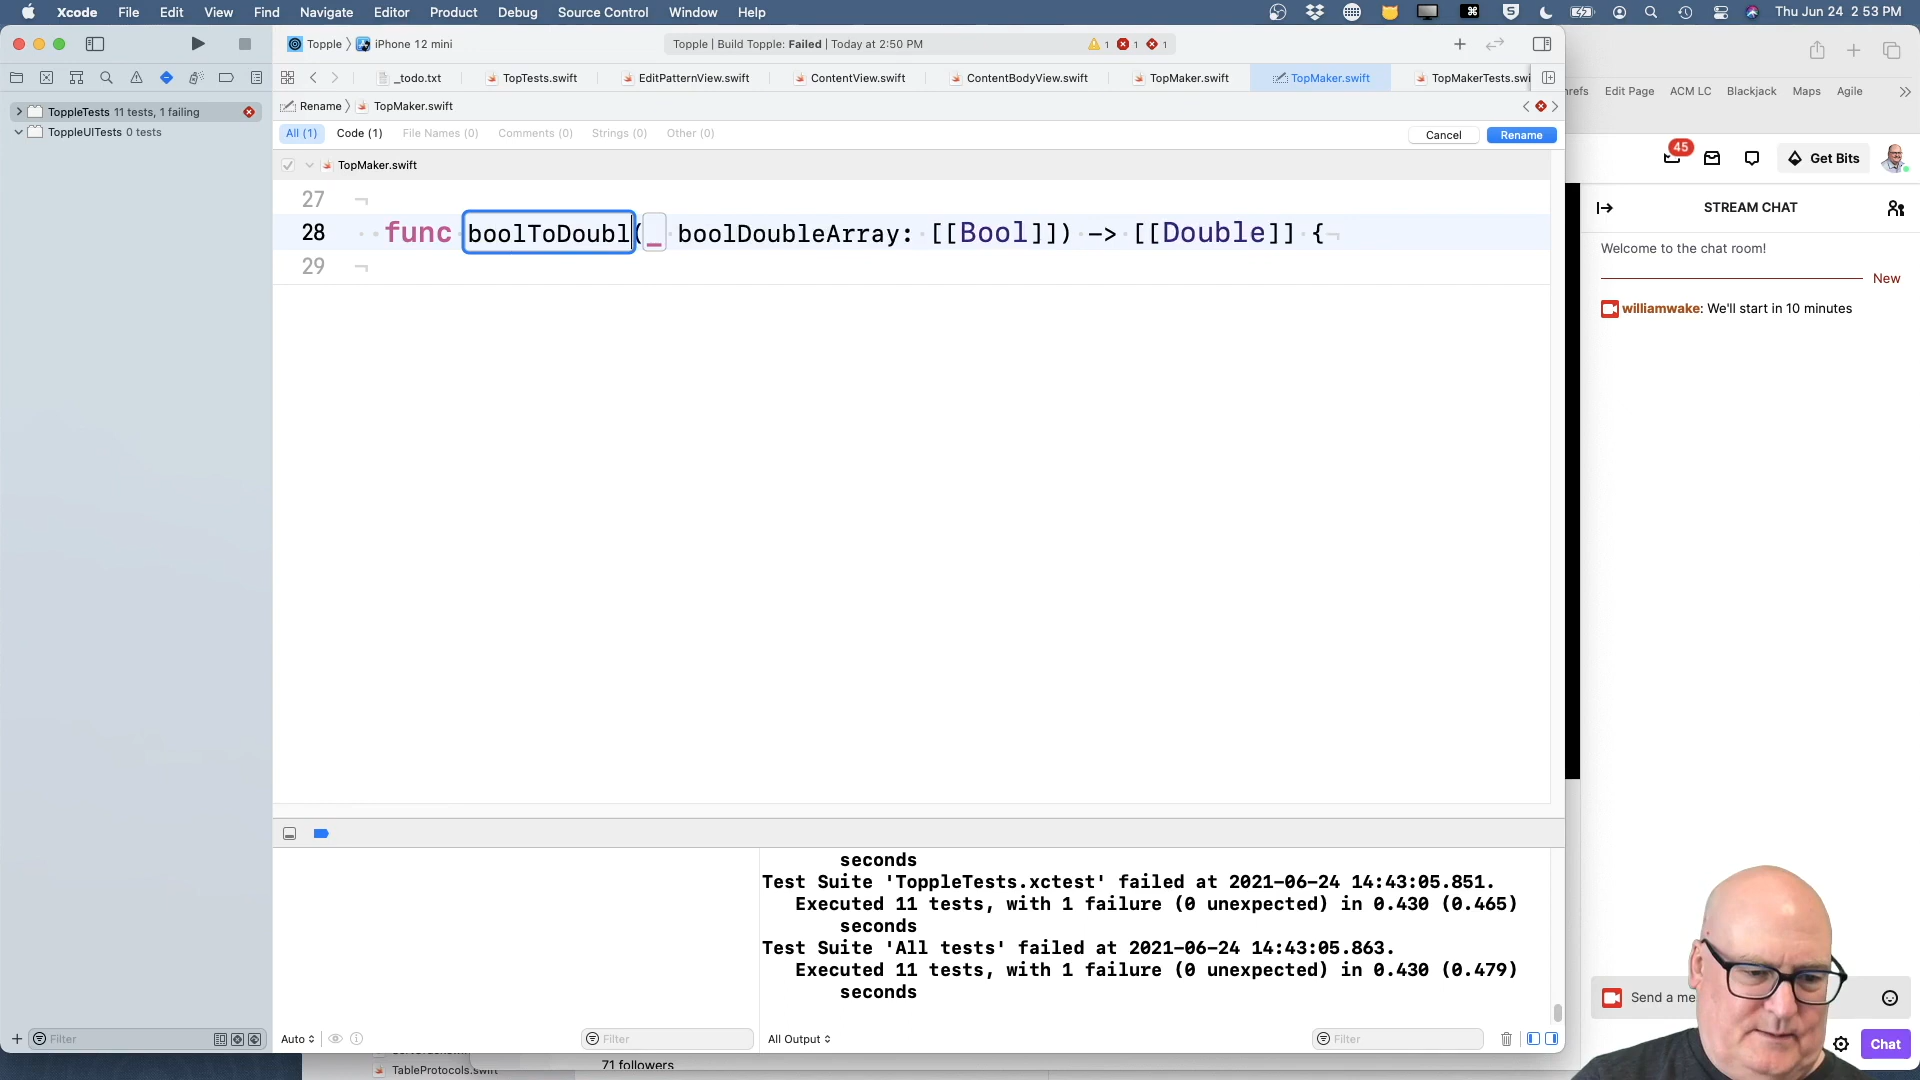 Xcode File Edit View Find Navigate Editor Product Debug Source Control Window Help Thu Jun 24 2 53 PM
Topple iPhone 12 mini Topple | Build Topple: Failed | Today at 2:50 PM 1 1 1
_todo.txt TopTests.swift EditPatternView.swift ContentView.swift ContentBodyView.swift TopMaker.swift TopMaker.swift TopMakerTests.swi
hrefs Edit Page ACM LC Blackjack Maps Agile
Rename TopMaker.swift
ToppleTests 11 tests, 1 failing
ToppleUITests 0 tests
All (1) Code (1) File Names (0) Comments (0) Strings (0) Other (0) Cancel Rename
TopMaker.swift
45
Get Bits
27
28 func boolToDoubl(_ boolDoubleArray: [[Bool]]) -> [[Double]] {
29
STREAM CHAT
Welcome to the chat room!
New
williamwake: We'll start in 10 minutes
seconds
Test Suite 'ToppleTests.xctest' failed at 2021-06-24 14:43:05.851.
Executed 11 tests, with 1 failure (0 unexpected) in 0.430 (0.465)
seconds
Test Suite 'All tests' failed at 2021-06-24 14:43:05.863.
Executed 11 tests, with 1 failure (0 unexpected) in 0.430 (0.479)
seconds
Send a me
Filter Auto Filter All Output Filter
Chat
71 followers
TableProtocols.swift